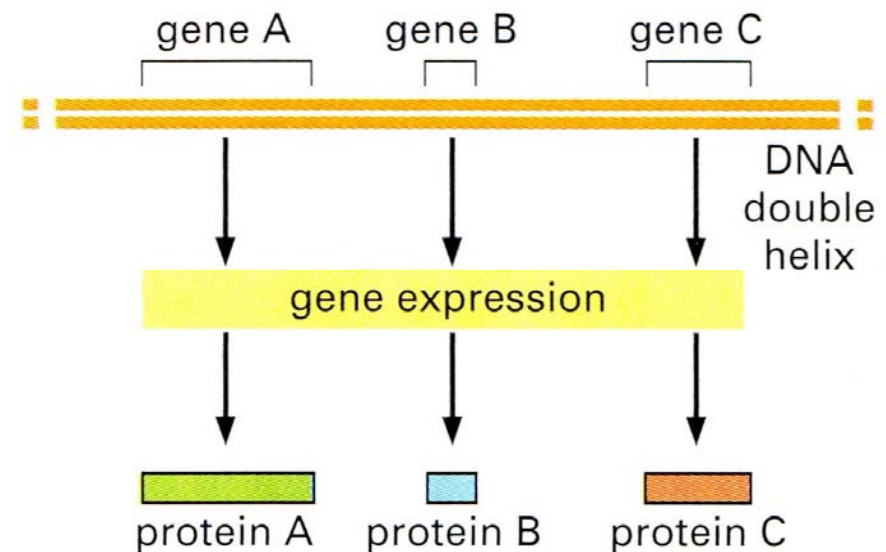 gene A
gene B
gene C
DNA
double
helix
gene expression
protein A
protein B
protein C